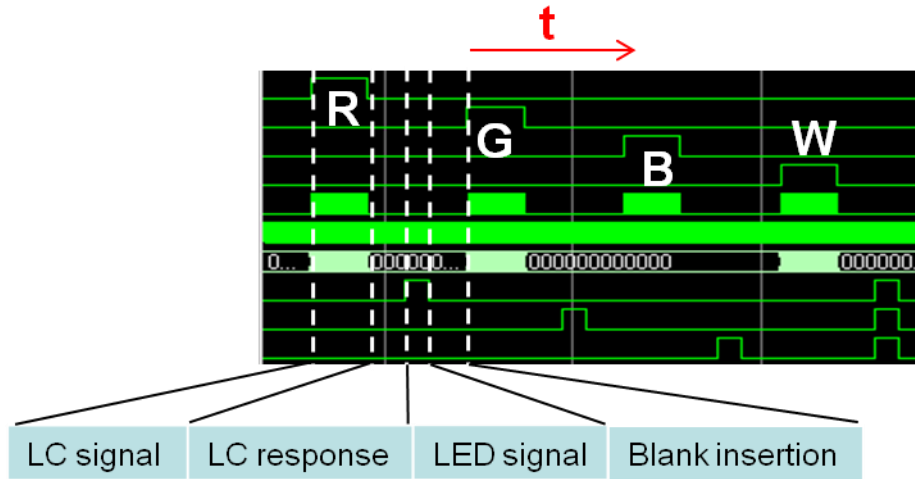 t
R
G
B
W
0... 000000... 000000000000 000000
LC signal LC response LED signal Blank insertion